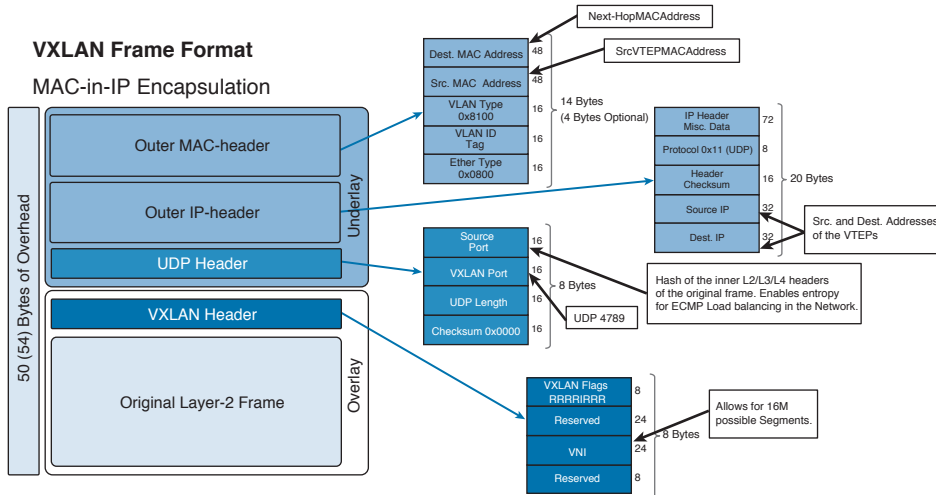 VXLAN Frame Format
MAC-in-IP Encapsulation
50 (54) Bytes of Overhead
Outer MAC-header
Outer IP-header
UDP Header
Underlay
VXLAN Header
Original Layer-2 Frame
Overlay
Next-HopMACAddress
SrcVTEPMACAddress
Dest. MAC Address
48
Src. MAC Address
48
VLAN Type
0x8100
16
VLAN ID
Tag
16
Ether Type
0x0800
16
14 Bytes
(4 Bytes Optional)
IP Header
Misc. Data
72
Protocol 0x11 (UDP)
8
Header
Checksum
16
Source IP
32
Dest. IP
32
20 Bytes
Src. and Dest. Addresses
of the VTEPs
Source
Port
16
VXLAN Port
16
UDP Length
16
Checksum 0x0000
16
8 Bytes
UDP 4789
Hash of the inner L2/L3/L4 headers
of the original frame. Enables entropy
for ECMP Load balancing in the Network.
VXLAN Flags
RRRRIRRR
8
Reserved
24
VNI
24
Reserved
8
8 Bytes
Allows for 16M
possible Segments.